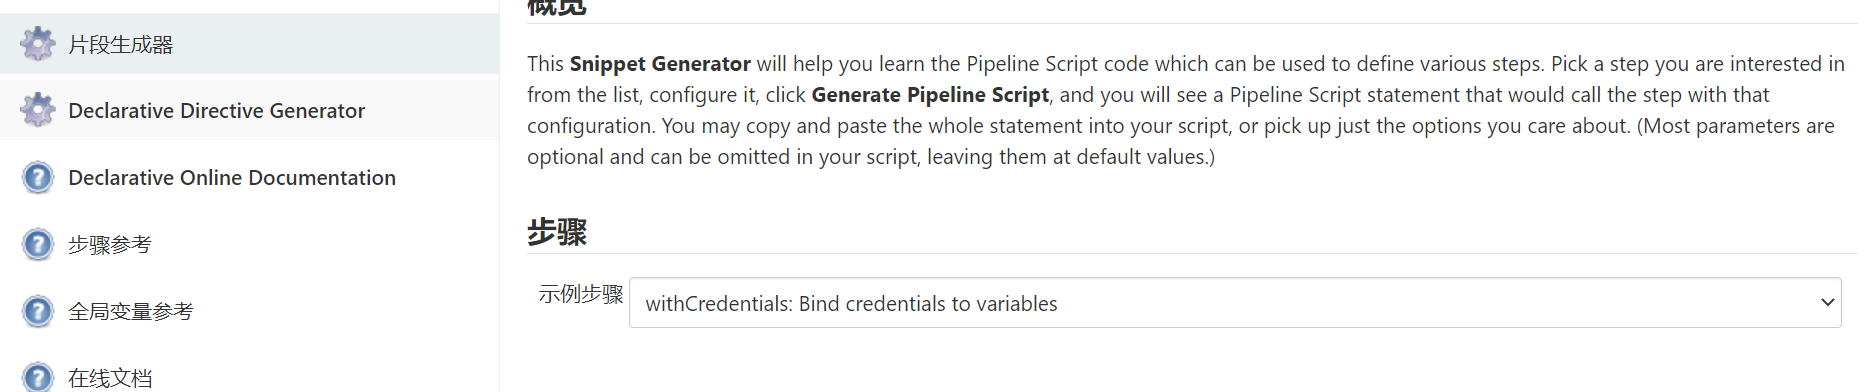 片段生成器
Declarative Directive Generator
Declarative Online Documentation
步骤参考
全局变量参考
在线文档
概览
This Snippet Generator will help you learn the Pipeline Script code which can be used to define various steps. Pick a step you are interested in
from the list, configure it, click Generate Pipeline Script, and you will see a Pipeline Script statement that would call the step with that
configuration. You may copy and paste the whole statement into your script, or pick up just the options you care about. (Most parameters are
optional and can be omitted in your script, leaving them at default values.)
步骤
示例步骤
withCredentials: Bind credentials to variables